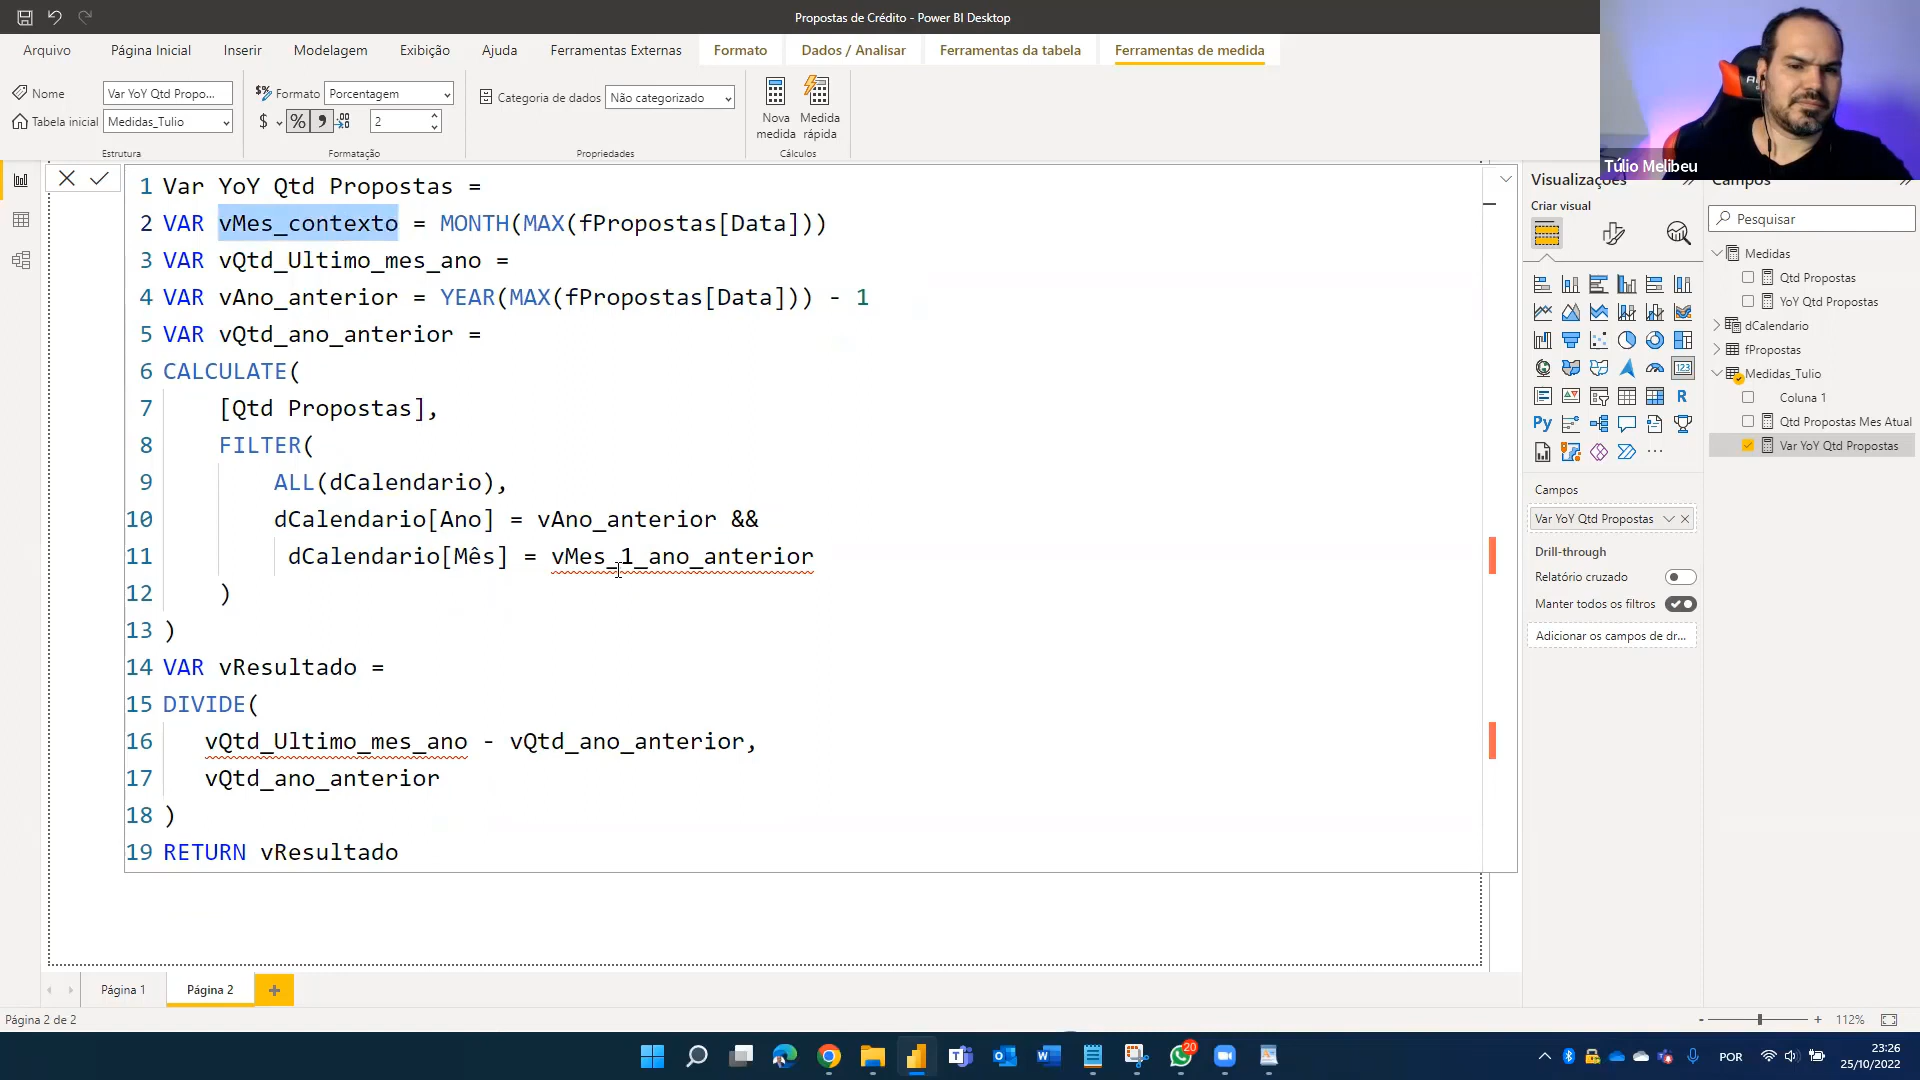 Propostas de Crédito - Power BI Desktop
Arquivo
Página Inicial
Inserir
Modelagem
Exibição
Ajuda
Ferramentas Externas
Formato
Dados / Analisar
Ferramentas da tabela
Ferramentas de medida
Nome
Var YoY Qtd Propo...
Tabela inicial
Medidas_Tulio
Estrutura
Formato
Porcentagem
$
%
2
Formatação
Categoria de dados
Não categorizado
Propriedades
Nova medida
Medida rápida
Cálculos
Túlio Melibeu
1 Var YoY Qtd Propostas =
2 VAR vMes_contexto = MONTH(MAX(fPropostas[Data]))
3 VAR vQtd_Ultimo_mes_ano =
4 VAR vAno_anterior = YEAR(MAX(fPropostas[Data])) - 1
5 VAR vQtd_ano_anterior =
6 CALCULATE(
7 [Qtd Propostas],
8 FILTER(
9 ALL(dCalendario),
10 dCalendario[Ano] = vAno_anterior &&
11 dCalendario[Mês] = vMes_1_ano_anterior
12 )
13 )
14 VAR vResultado =
15 DIVIDE(
16 vQtd_Ultimo_mes_ano - vQtd_ano_anterior,
17 vQtd_ano_anterior
18 )
19 RETURN vResultado
Visualizações
Criar visual
R
Py
123
...
Campos
Var YoY Qtd Propostas
Drill-through
Relatório cruzado
Manter todos os filtros
Adicionar os campos de dr...
Campos
Pesquisar
Medidas
Qtd Propostas
YoY Qtd Propostas
dCalendario
fPropostas
Medidas_Tulio
Coluna 1
Qtd Propostas Mes Atual
Var YoY Qtd Propostas
Página 1
Página 2
+
Página 2 de 2
- + 112%
20
POR
23:26
25/10/2022